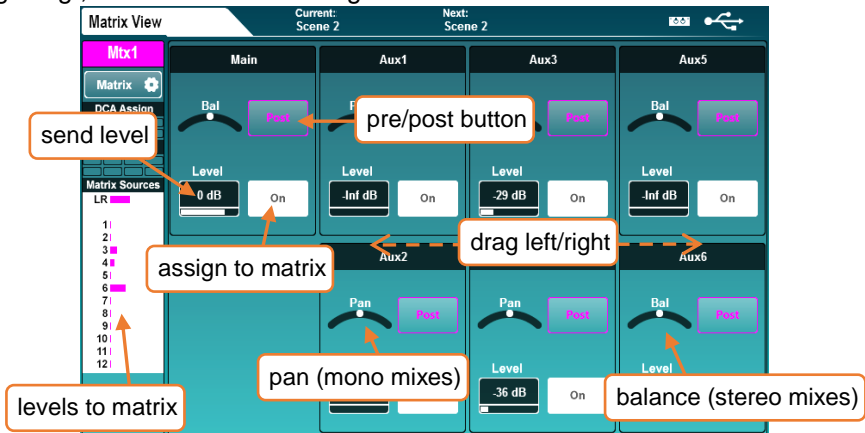 Matrix View
Current:
Scene 2
Next:
Scene 2
Mtx1
Matrix
DCA Assign
Matrix Sources
LR
1
2
3
4
5
6
7
8
9
10
11
12
Main
Bal
Post
Level
0 dB
On
Aux1
Level
-Inf dB
On
Aux3
Post
Level
-29 dB
On
Aux5
Bal
Post
Level
-Inf dB
On
Aux2
Pan
Post
Pan
Post
Level
-36 dB
On
Aux6
Bal
Post
Level
send level
pre/post button
assign to matrix
drag left/right
pan (mono mixes)
balance (stereo mixes)
levels to matrix